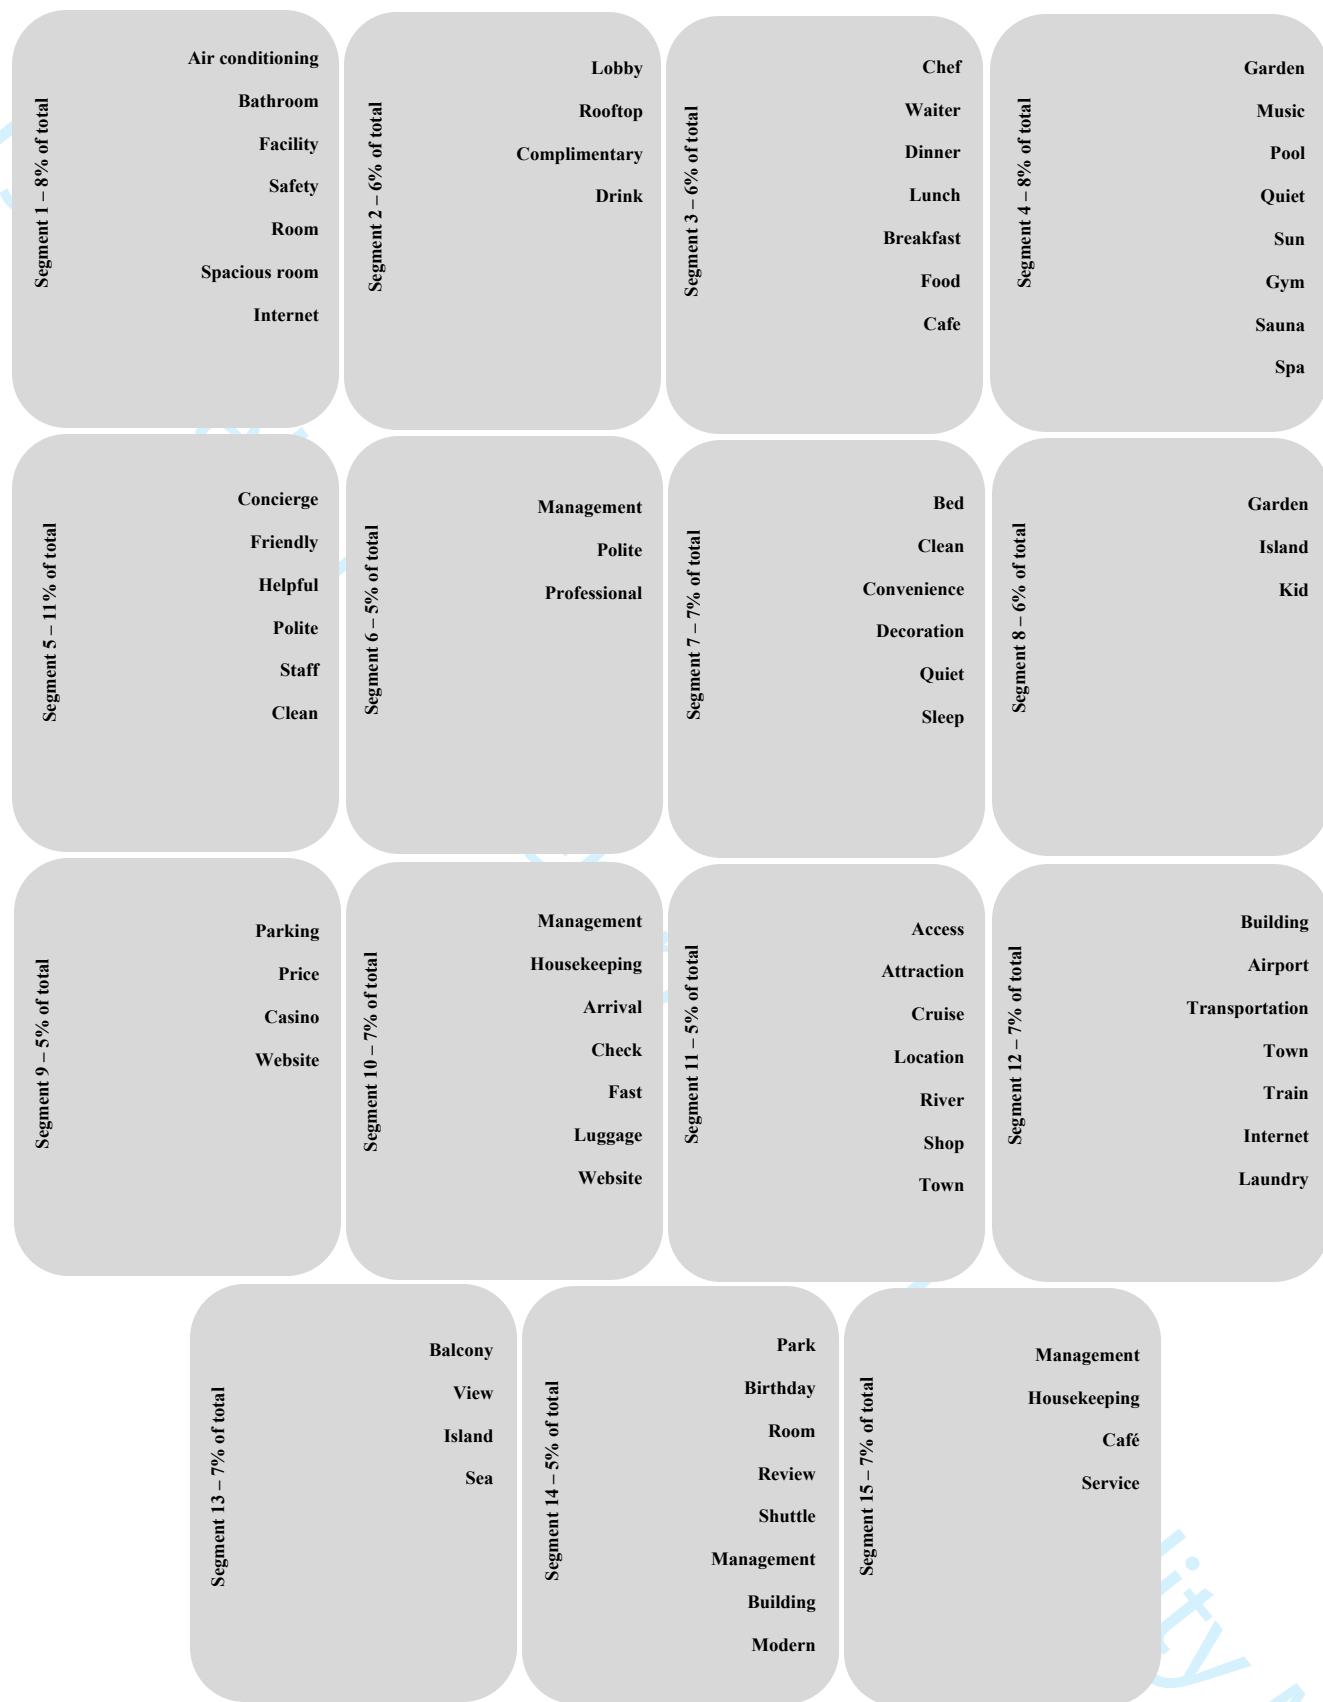 Segment 1 – 8% of total
Air conditioning
Bathroom
Facility
Safety
Room
Spacious room
Internet
Segment 2 – 6% of total
Lobby
Rooftop
Complimentary
Drink
Segment 3 – 6% of total
Chef
Waiter
Dinner
Lunch
Breakfast
Food
Cafe
Segment 4 – 8% of total
Garden
Music
Pool
Quiet
Sun
Gym
Sauna
Spa
Segment 5 – 11% of total
Concierge
Friendly
Helpful
Polite
Staff
Clean
Segment 6 – 5% of total
Management
Polite
Professional
Segment 7 – 7% of total
Bed
Clean
Convenience
Decoration
Quiet
Sleep
Segment 8 – 6% of total
Garden
Island
Kid
Segment 9 – 5% of total
Parking
Price
Casino
Website
Segment 10 – 7% of total
Management
Housekeeping
Arrival
Check
Fast
Luggage
Website
Segment 11 – 5% of total
Access
Attraction
Cruise
Location
River
Shop
Town
Segment 12 – 7% of total
Building
Airport
Transportation
Town
Train
Internet
Laundry
Segment 13 – 7% of total
Balcony
View
Island
Sea
Segment 14 – 5% of total
Park
Birthday
Room
Review
Shuttle
Management
Building
Modern
Segment 15 – 7% of total
Management
Housekeeping
Café
Service